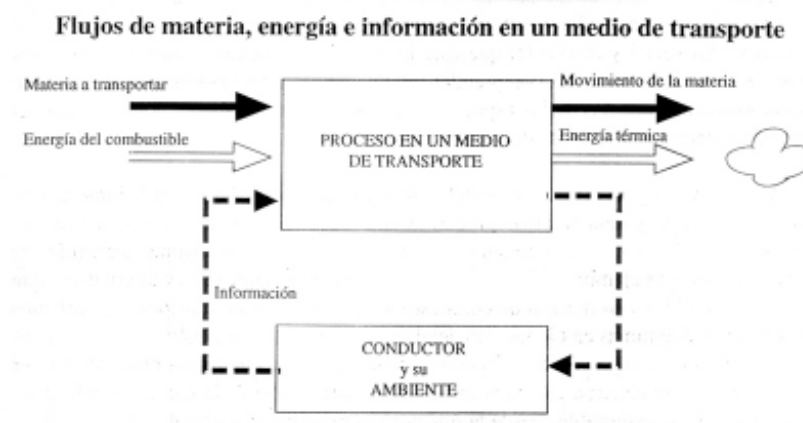 Flujos de materia, energía e información en un medio de transporte
Materia a transportar
Movimiento de la materia
Energía del combustible
Energía térmica
PROCESO EN UN MEDIO
DE TRANSPORTE
Información
CONDUCTOR
y su
AMBIENTE